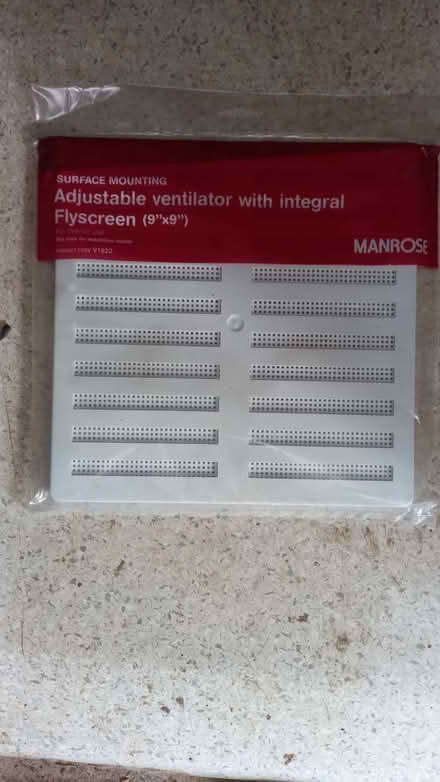 SURFACE MOUNTING
Adjustable ventilator with integral
Flyscreen (9"x9")
MANROSE